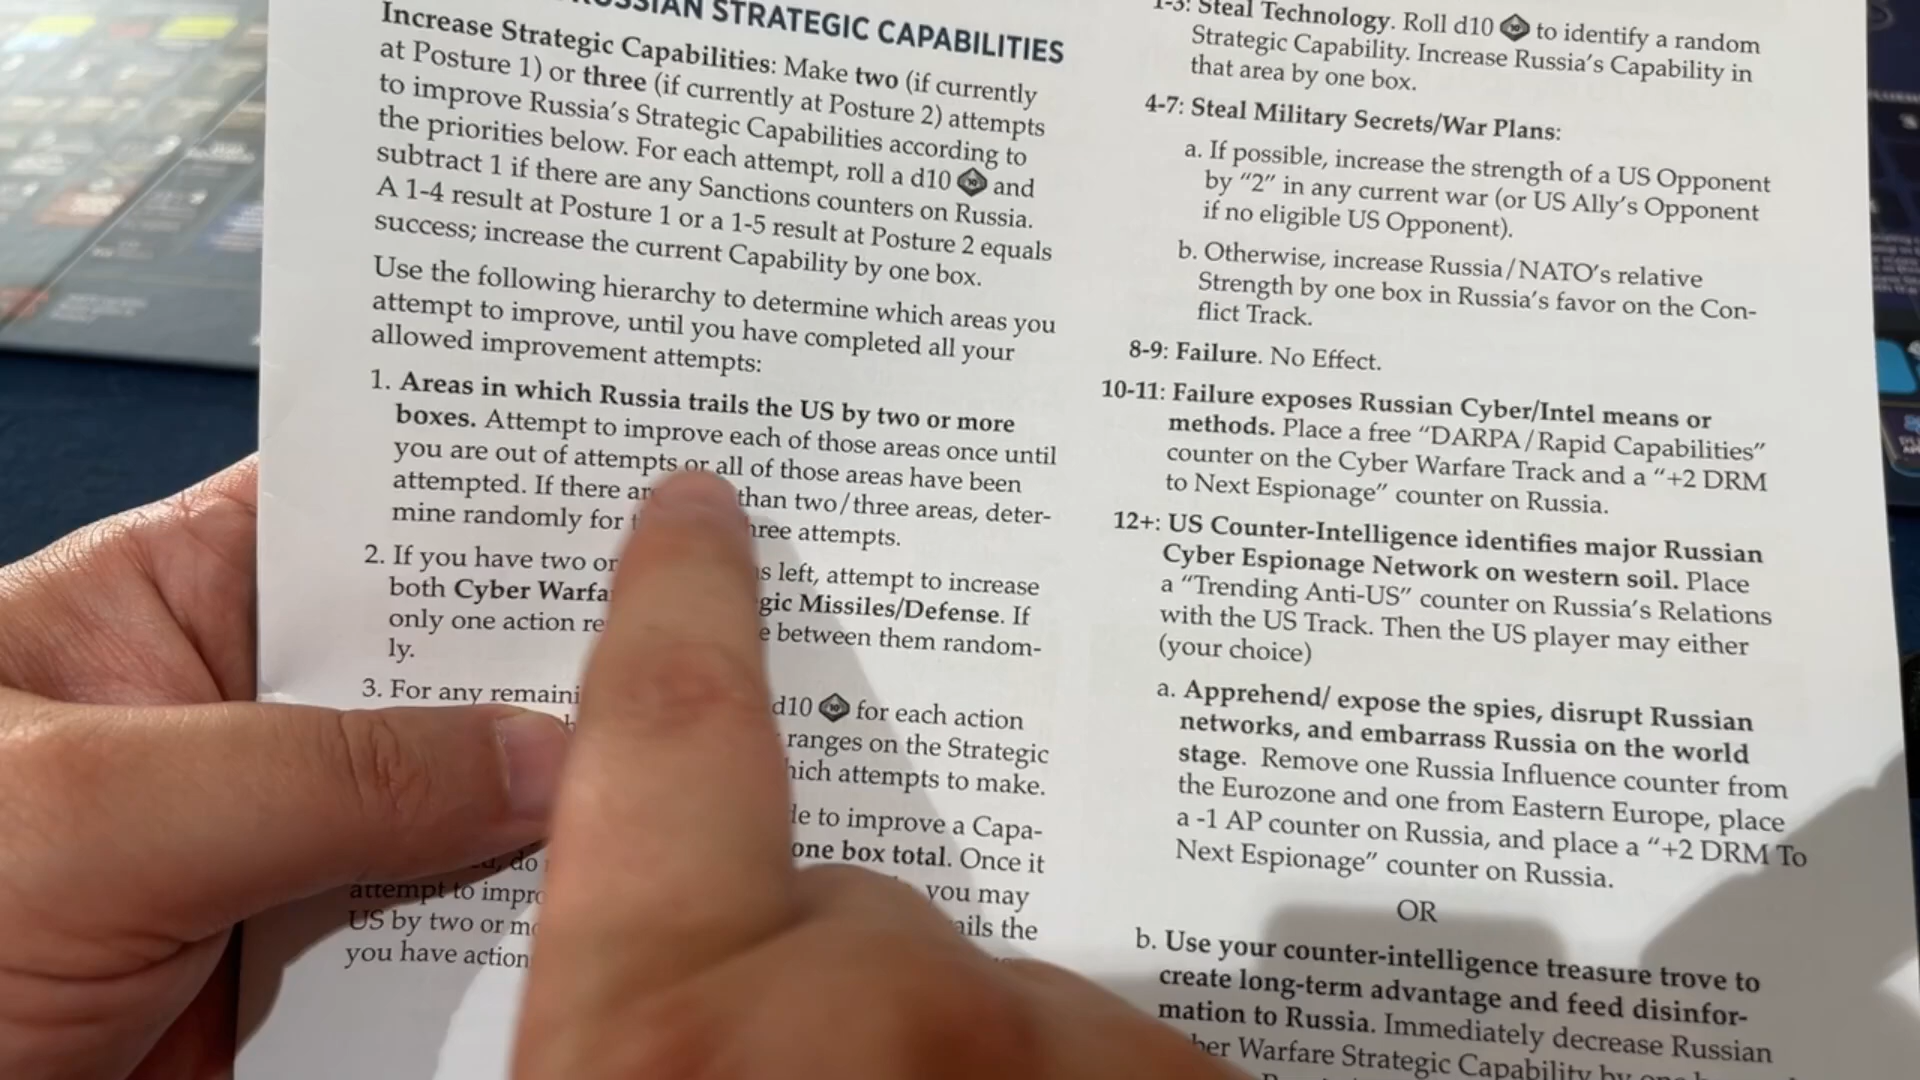 STRATEGIC CAPABILITIES
Increase Strategic Capabilities: Make two (if currently
at Posture 1) or three (if currently at Posture 2) attempts
to improve Russia's Strategic Capabilities according to
the priorities below. For each attempt, roll a d10 and
subtract 1 if there are any Sanctions counters on Russia.
A 1-4 result at Posture 1 or a 1-5 result at Posture 2 equals
success; increase the current Capability by one box.
Use the following hierarchy to determine which areas you
attempt to improve, until you have completed all your
allowed improvement attempts:
1. Areas in which Russia trails the US by two or more
boxes. Attempt to improve each of those areas once until
you are out of attempts or all of those areas have been
attempted. If there than two/three areas, deter-
mine randomly for attempts.
2. If you have two or left, attempt to increase
both Cyber Missiles/Defense. If
only one action between them random-
ly.
3. For any d10 for each action
ranges on the Strategic
which attempts to make.
to improve a Capa-
one box total. Once it
attempt to you may
US by two or the
you have
1-3: Steal Technology. Roll d10 to identify a random
Strategic Capability. Increase Russia's Capability in
that area by one box.
4-7: Steal Military Secrets/War Plans:
a. If possible, increase the strength of a US Opponent
by "2" in any current war (or US Ally's Opponent
if no eligible US Opponent).
b. Otherwise, increase Russia/NATO's relative
Strength by one box in Russia's favor on the Con-
flict Track.
8-9: Failure. No Effect.
10-11: Failure exposes Russian Cyber/Intel means or
methods. Place a free "DARPA/Rapid Capabilities"
counter on the Cyber Warfare Track and a "+2 DRM
to Next Espionage" counter on Russia.
12+: US Counter-Intelligence identifies major Russian
Cyber Espionage Network on western soil. Place
a "Trending Anti-US" counter on Russia's Relations
with the US Track. Then the US player may either
(your choice)
a. Apprehend/ expose the spies, disrupt Russian
networks, and embarrass Russia on the world
stage. Remove one Russia Influence counter from
the Eurozone and one from Eastern Europe, place
a -1 AP counter on Russia, and place a "+2 DRM To
Next Espionage" counter on Russia.
OR
b. Use your counter-intelligence treasure trove to
create long-term advantage and feed disinfor-
mation to Russia. Immediately decrease Russian
Warfare Strategic Capability by